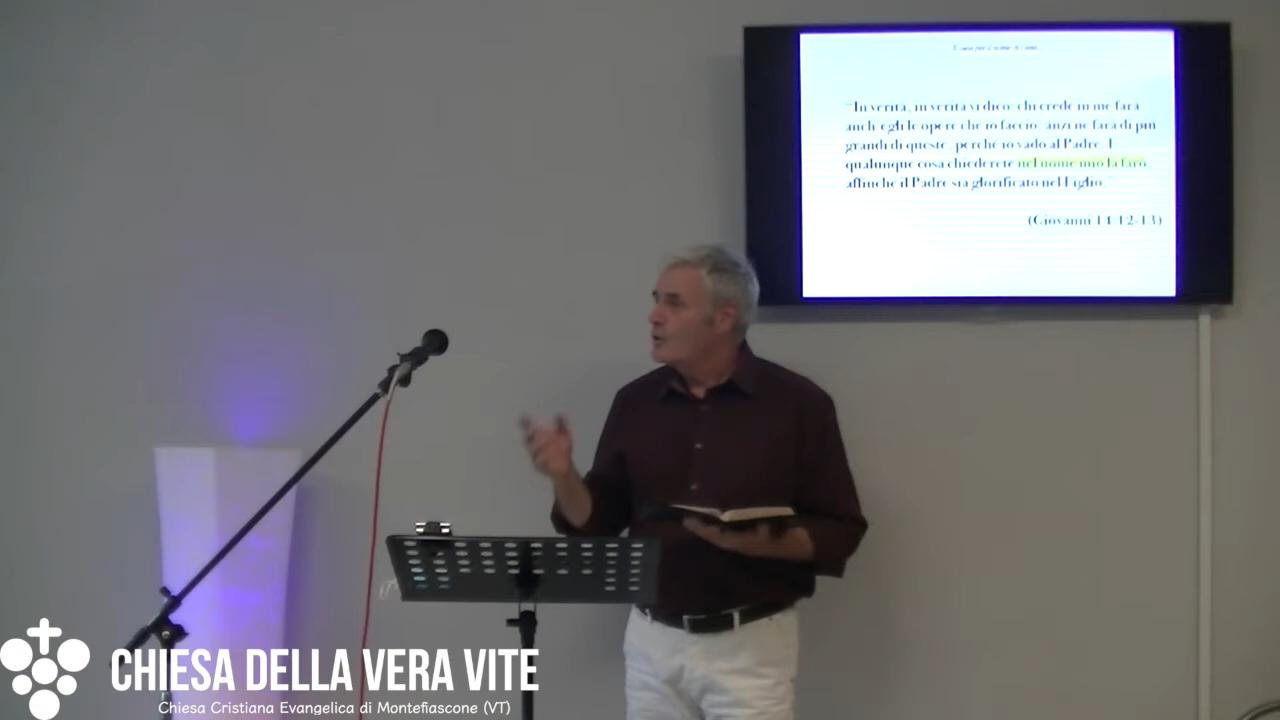 “In verità, in verità vi dico: chi crede in me farà
anch'egli le opere che io faccio; anzi ne farà di più
grandi di queste, perché io vado al Padre. E
qualunque cosa chiederete nel nome mio la farò,
affinché il Padre sia glorificato nel Figlio.”
(Giovanni 14:12-13)
CHIESA DELLA VERA VITE
Chiesa Cristiana Evangelica di Montefiascone (VT)